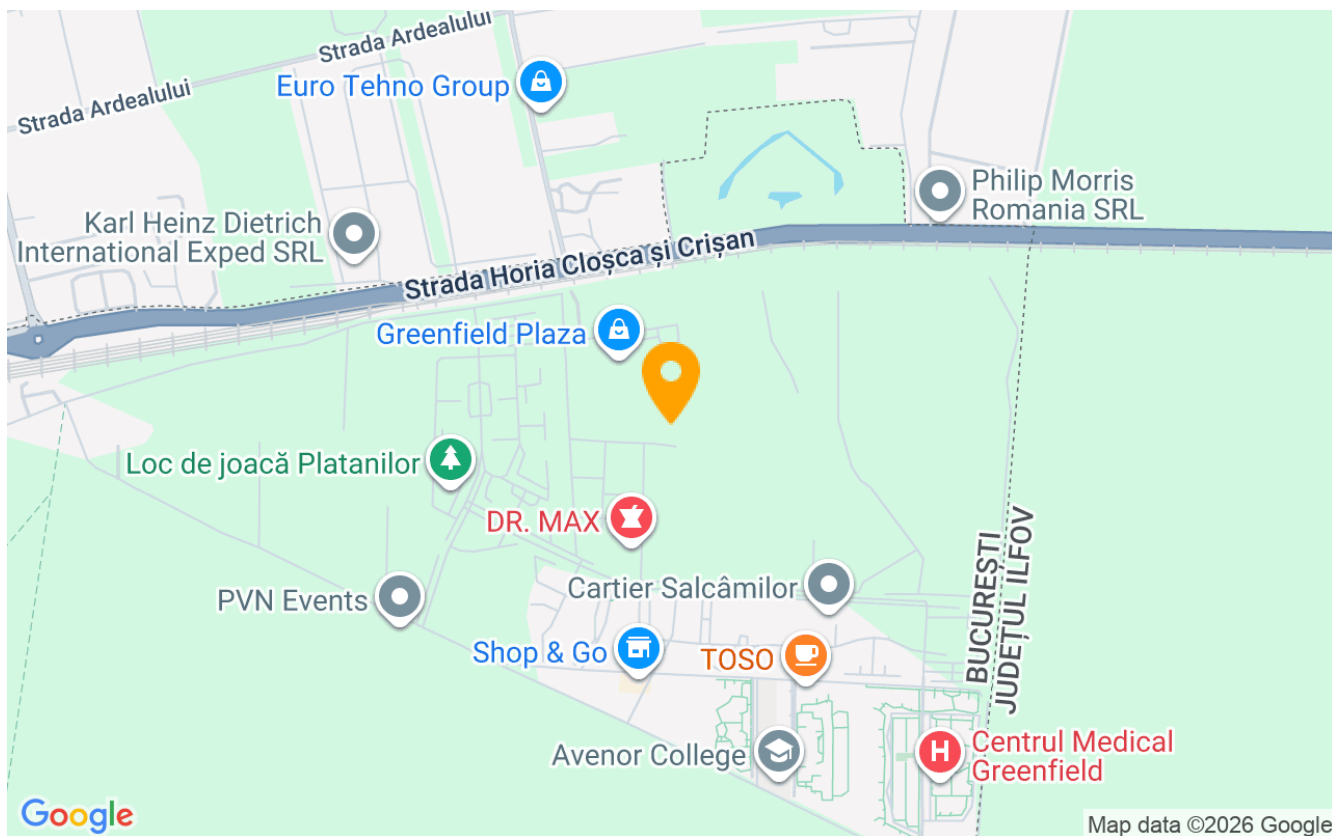 Strada Ardealului
Strada Ardealului
Euro Tehno Group
Philip Morris
Romania SRL
Karl Heinz Dietrich
International Exped SRL
Strada Horia Cloșca și Crișan
Greenfield Plaza
Loc de joacă Platanilor
DR. MAX
BUCUREȘTI
JUDEȚUL ILFOV
Cartier Salcâmilor
PVN Events
Shop & Go
TOSO
Avenor College
H
Centrul Medical
Greenfield
Google
Map data ©2026 Google